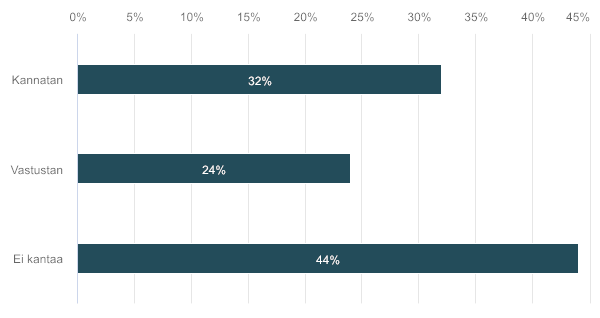 0% 5% 10% 15% 20% 25% 30% 35% 40% 45%
Kannatan 32%
Vastustan 24%
Ei kantaa 44%